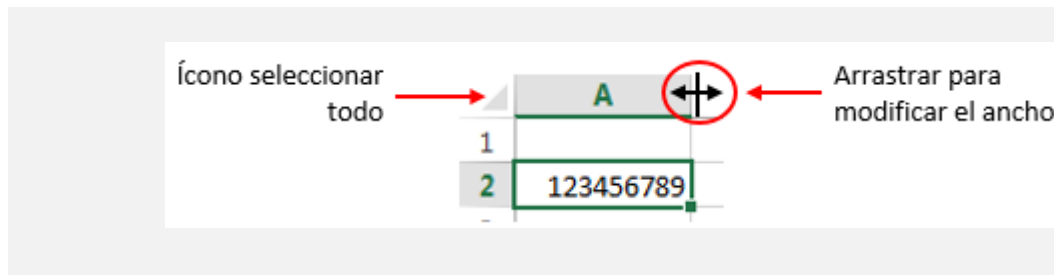 Ícono seleccionar
todo
A
Arrastrar para
modificar el ancho
1
2
123456789